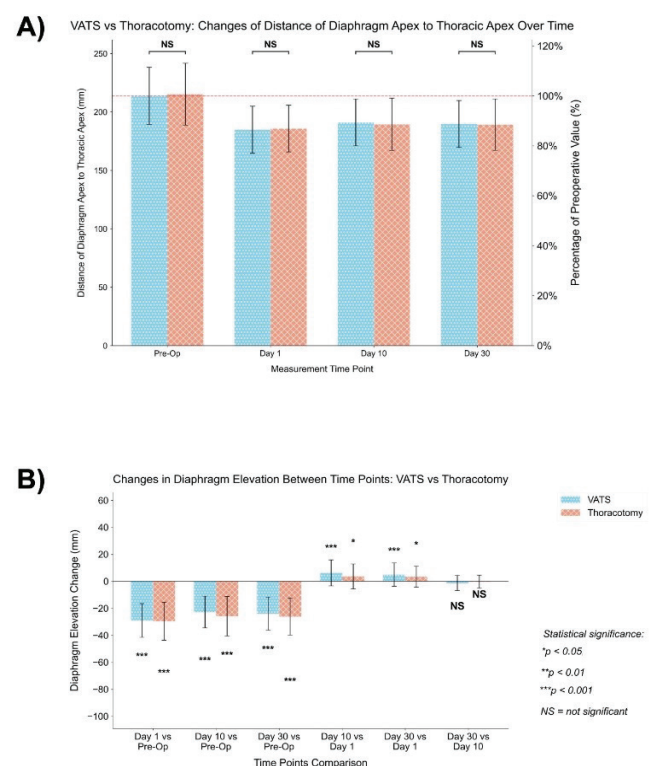 A)
VATS vs Thoracotomy: Changes of Distance of Diaphragm Apex to Thoracic Apex Over Time
Distance of Diaphragm Apex to Thoracic Apex (mm)
250
200
150
100
50
0
NS NS NS NS
120%
100%
80%
60%
40%
20%
0%
Percentage of Preoperative Value (%)
Pre-Op Day 1 Day 10 Day 30
Measurement Time Point
B)
Changes in Diaphragm Elevation Between Time Points: VATS vs Thoracotomy
VATS
Thoracotomy
Diaphragm Elevation Change (mm)
60
40
20
0
−20
−40
−60
−80
−100
*** * *** *
NS NS
*** *** *** *** *** ***
Day 1 vs Day 10 vs Day 30 vs Day 10 vs Day 30 vs Day 30 vs
Pre-Op Pre-Op Pre-Op Day 1 Day 1 Day 10
Time Points Comparison
Statistical significance:
*p < 0.05
**p < 0.01
***p < 0.001
NS = not significant